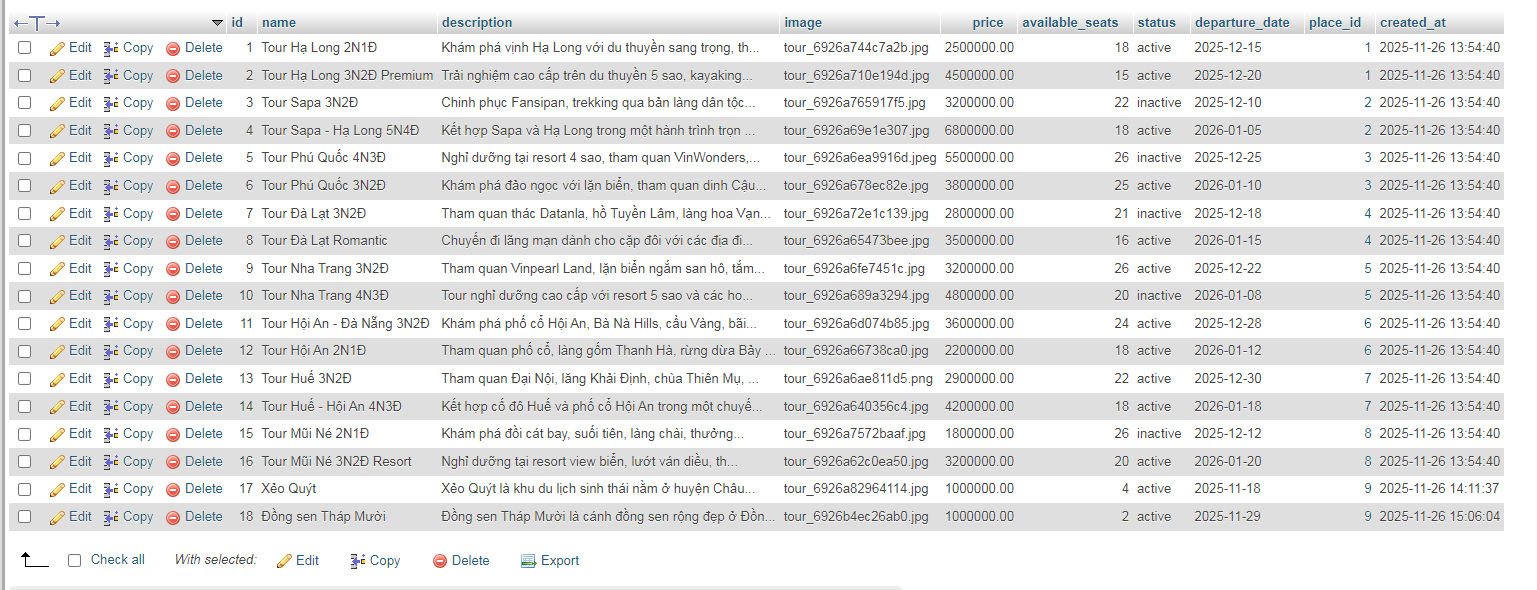 ←T→ id name description image price available_seats status departure_date place_id created_at
Edit Copy Delete 1 Tour Hạ Long 2N1Đ Khám phá vịnh Hạ Long với du thuyền sang trọng, th... tour_6926a744c7a2b.jpg 2500000.00 18 active 2025-12-15 1 2025-11-26 13:54:40
Edit Copy Delete 2 Tour Hạ Long 3N2Đ Premium Trải nghiệm cao cấp trên du thuyền 5 sao, kayaking... tour_6926a710e194d.jpg 4500000.00 15 active 2025-12-20 1 2025-11-26 13:54:40
Edit Copy Delete 3 Tour Sapa 3N2Đ Chinh phục Fansipan, trekking qua bản làng dân tộc... tour_6926a765917f5.jpg 3200000.00 22 inactive 2025-12-10 2 2025-11-26 13:54:40
Edit Copy Delete 4 Tour Sapa - Hạ Long 5N4Đ Kết hợp Sapa và Hạ Long trong một hành trình trọn ... tour_6926a69e1e307.jpg 6800000.00 18 active 2026-01-05 2 2025-11-26 13:54:40
Edit Copy Delete 5 Tour Phú Quốc 4N3Đ Nghỉ dưỡng tại resort 4 sao, tham quan VinWonders,... tour_6926a6ea9916d.jpeg 5500000.00 26 inactive 2025-12-25 3 2025-11-26 13:54:40
Edit Copy Delete 6 Tour Phú Quốc 3N2Đ Khám phá đảo ngọc với lặn biển, tham quan dinh Cậu... tour_6926a678ec82e.jpg 3800000.00 25 active 2026-01-10 3 2025-11-26 13:54:40
Edit Copy Delete 7 Tour Đà Lạt 3N2Đ Tham quan thác Datanla, hồ Tuyền Lâm, làng hoa Vạn... tour_6926a72e1c139.jpg 2800000.00 21 inactive 2025-12-18 4 2025-11-26 13:54:40
Edit Copy Delete 8 Tour Đà Lạt Romantic Chuyến đi lãng mạn dành cho cặp đôi với các địa đi... tour_6926a65473bee.jpg 3500000.00 16 active 2026-01-15 4 2025-11-26 13:54:40
Edit Copy Delete 9 Tour Nha Trang 3N2Đ Tham quan Vinpearl Land, lặn biển ngắm san hô, tắm... tour_6926a6fe7451c.jpg 3200000.00 26 active 2025-12-22 5 2025-11-26 13:54:40
Edit Copy Delete 10 Tour Nha Trang 4N3Đ Tour nghỉ dưỡng cao cấp với resort 5 sao và các ho... tour_6926a689a3294.jpg 4800000.00 20 inactive 2026-01-08 5 2025-11-26 13:54:40
Edit Copy Delete 11 Tour Hội An - Đà Nẵng 3N2Đ Khám phá phố cổ Hội An, Bà Nà Hills, cầu Vàng, bãi... tour_6926a6d074b85.jpg 3600000.00 24 active 2025-12-28 6 2025-11-26 13:54:40
Edit Copy Delete 12 Tour Hội An 2N1Đ Tham quan phố cổ, làng gốm Thanh Hà, rừng dừa Bảy ... tour_6926a66738ca0.jpg 2200000.00 18 active 2026-01-12 6 2025-11-26 13:54:40
Edit Copy Delete 13 Tour Huế 3N2Đ Tham quan Đại Nội, lăng Khải Định, chùa Thiên Mụ, ... tour_6926a6ae811d5.png 2900000.00 22 active 2025-12-30 7 2025-11-26 13:54:40
Edit Copy Delete 14 Tour Huế - Hội An 4N3Đ Kết hợp cố đô Huế và phố cổ Hội An trong một chuyế... tour_6926a640356c4.jpg 4200000.00 18 active 2026-01-18 7 2025-11-26 13:54:40
Edit Copy Delete 15 Tour Mũi Né 2N1Đ Khám phá đồi cát bay, suối tiên, làng chài, thưởng... tour_6926a7572baaf.jpg 1800000.00 26 inactive 2025-12-12 8 2025-11-26 13:54:40
Edit Copy Delete 16 Tour Mũi Né 3N2Đ Resort Nghỉ dưỡng tại resort view biển, lướt ván diều, th... tour_6926a62c0ea50.jpg 3200000.00 20 active 2026-01-20 8 2025-11-26 13:54:40
Edit Copy Delete 17 Xẻo Quýt Xẻo Quýt là khu du lịch sinh thái nằm ở huyện Châu... tour_6926a82964114.jpg 1000000.00 4 active 2025-11-18 9 2025-11-26 14:11:37
Edit Copy Delete 18 Đồng sen Tháp Mười Đồng sen Tháp Mười là cánh đồng sen rộng đẹp ở Đồn... tour_6926b4ec26ab0.jpg 1000000.00 2 active 2025-11-29 9 2025-11-26 15:06:04
Check all With selected: Edit Copy Delete Export